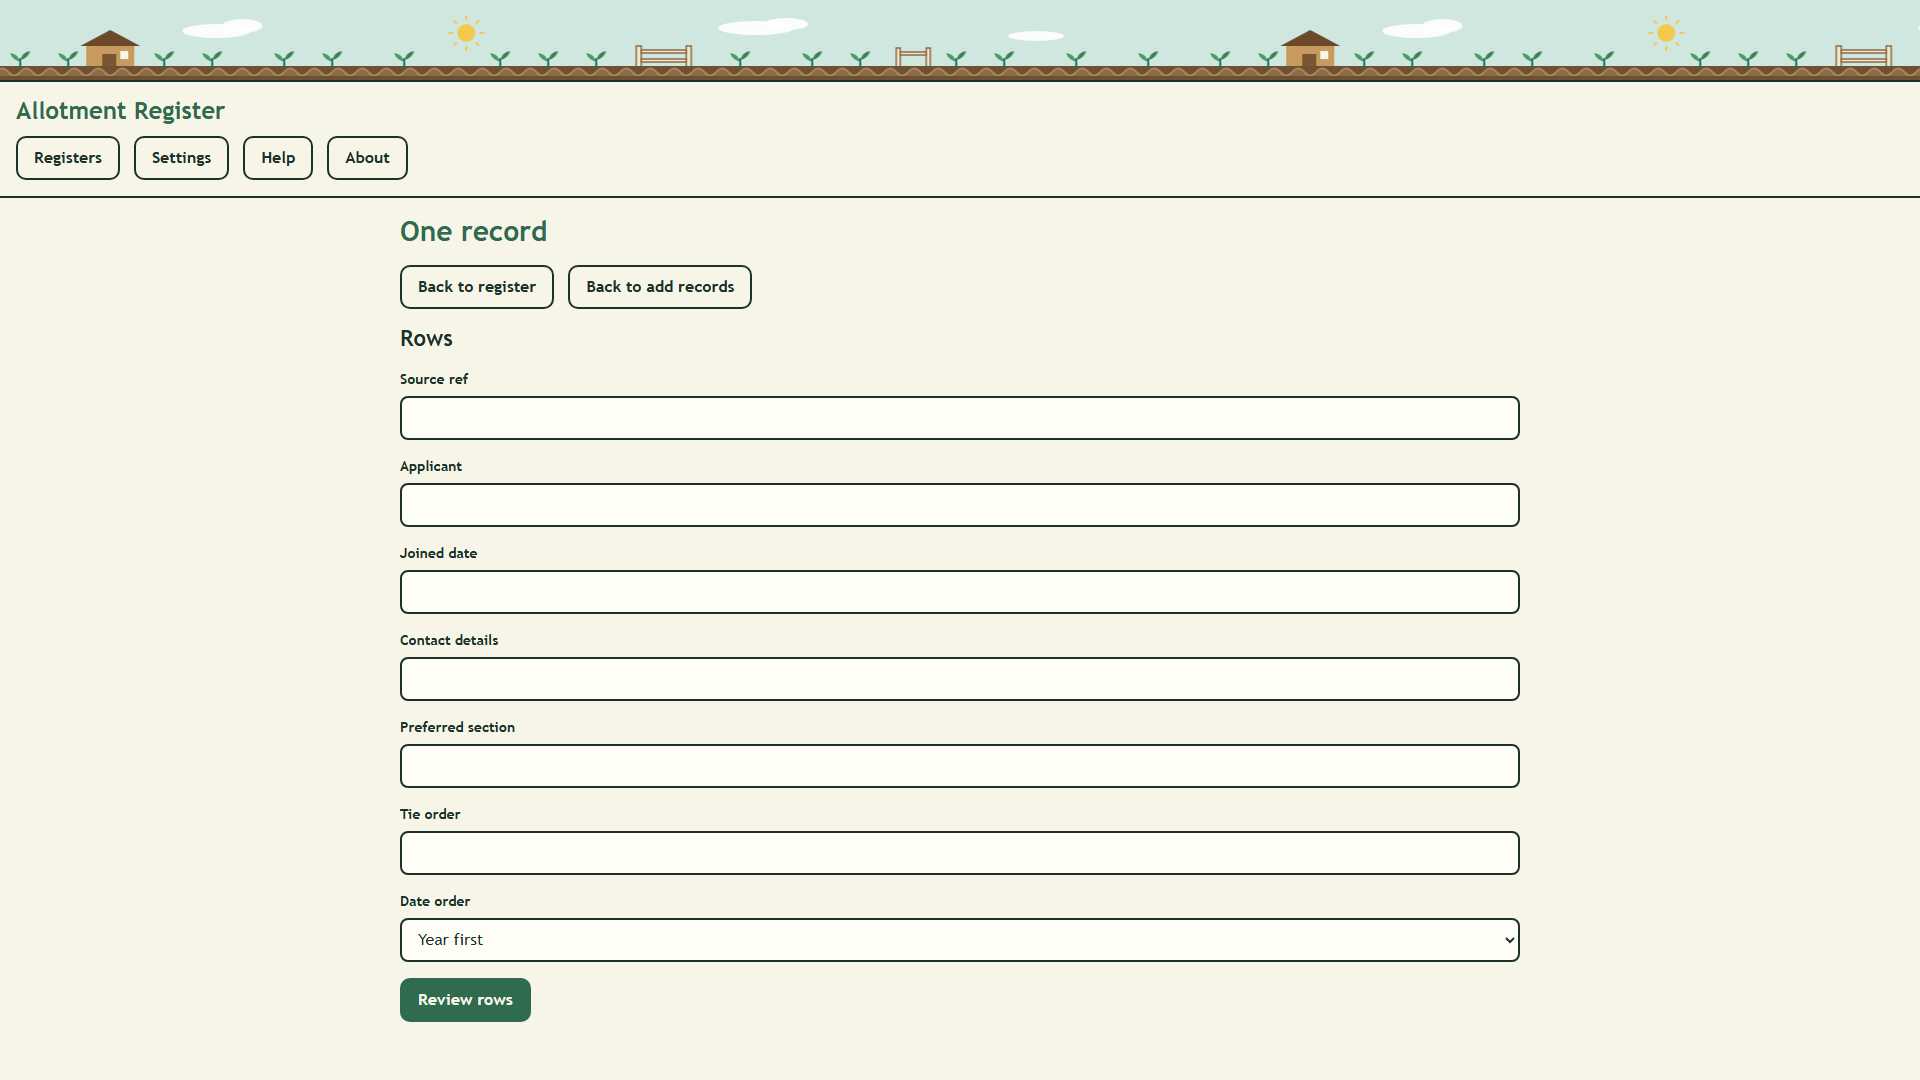 Allotment Register
Registers
Settings
Help
About
One record
Back to register
Back to add records
Rows
Source ref
Applicant
Joined date
Contact details
Preferred section
Tie order
Date order
Year first
Review rows